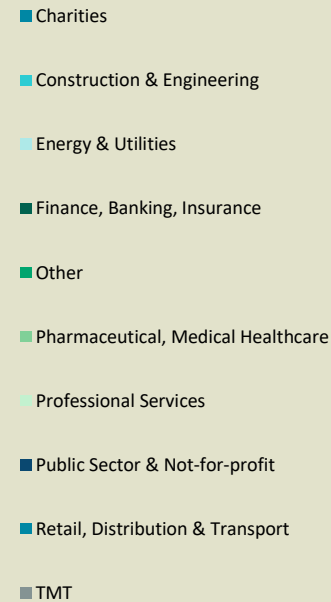 Charities
Construction & Engineering
Energy & Utilities
Finance, Banking, Insurance
Other
Pharmaceutical, Medical Healthcare
Professional Services
Public Sector & Not-for-profit
Retail, Distribution & Transport
TMT